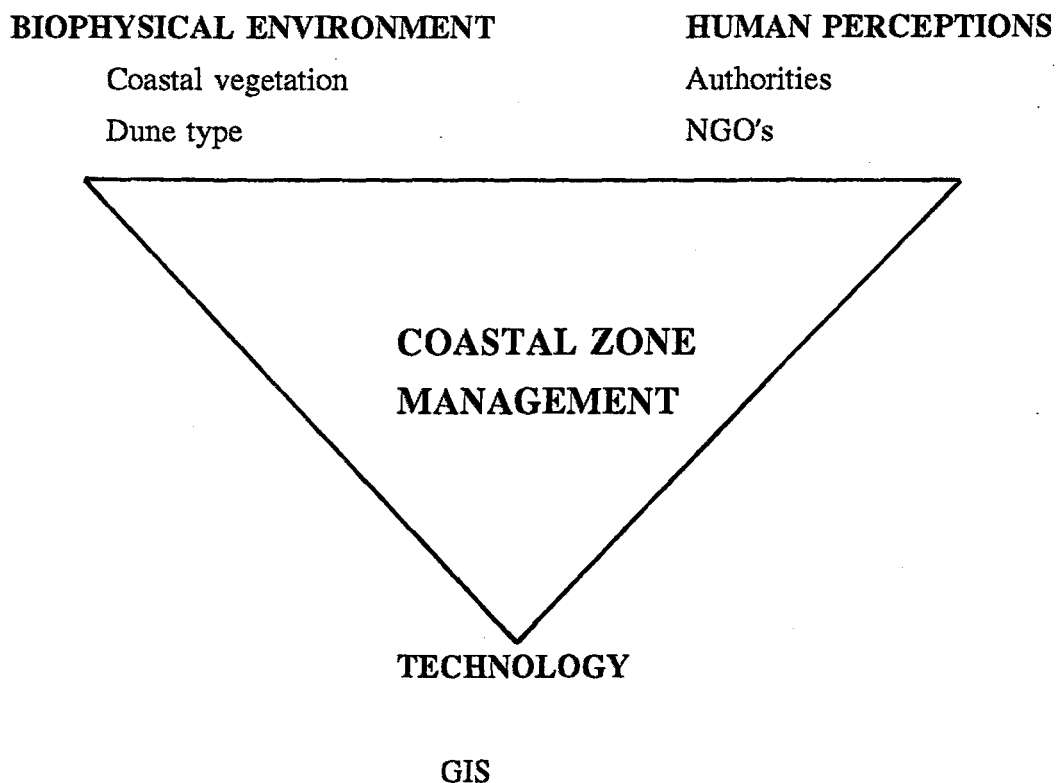 BIOPHYSICAL ENVIRONMENT
Coastal vegetation
Dune type
HUMAN PERCEPTIONS
Authorities
NGO's
COASTAL ZONE
MANAGEMENT
TECHNOLOGY
GIS